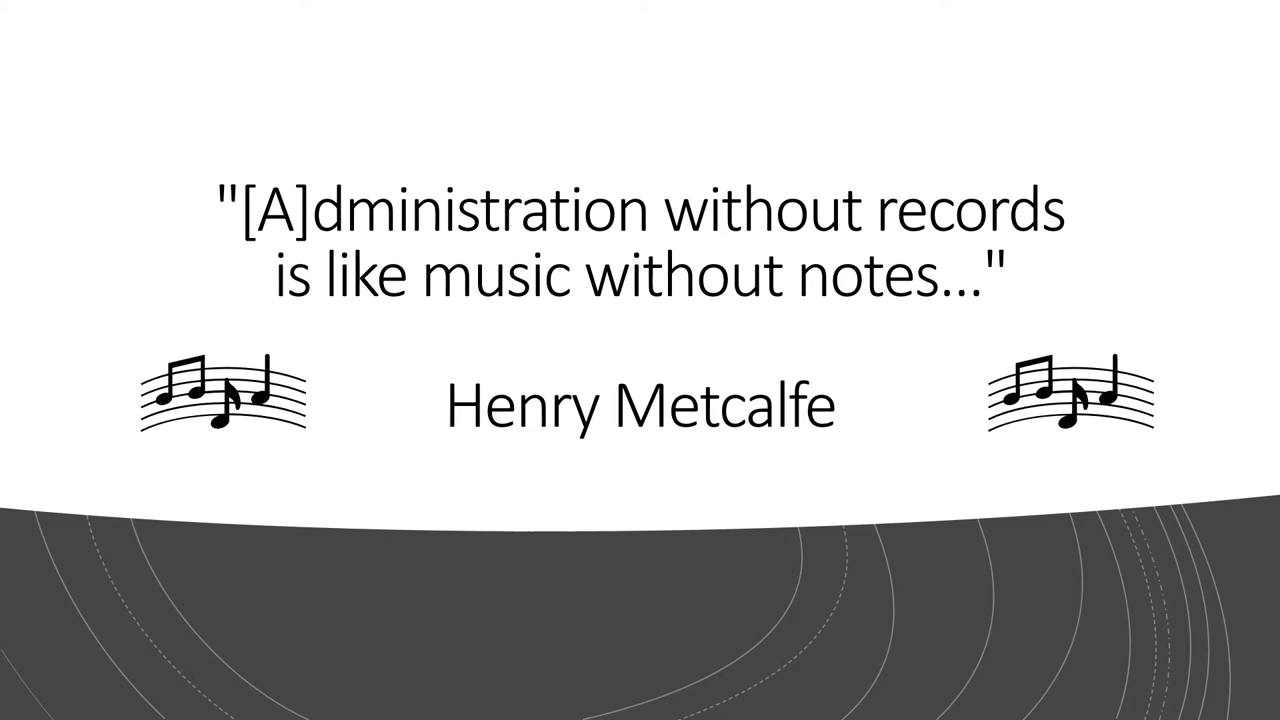 "[A]dministration without records
is like music without notes..."
Henry Metcalfe